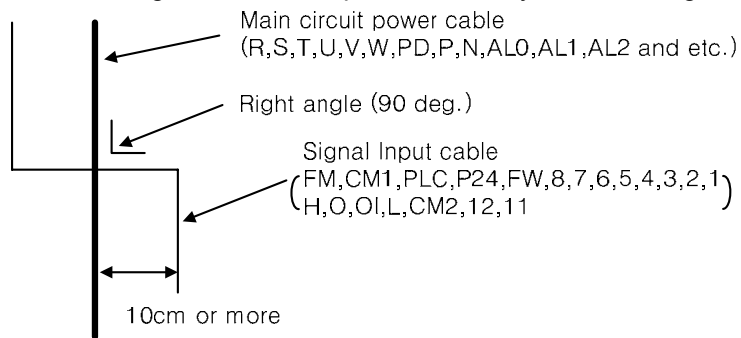 Main circuit power cable
(R,S,T,U,V,W,PD,P,N,AL0,AL1,AL2 and etc.)
Right angle (90 deg.)
Signal Input cable
(FM,CM1,PLC,P24,FW,8,7,6,5,4,3,2,1
H,O,OI,L,CM2,12,11)
10cm or more